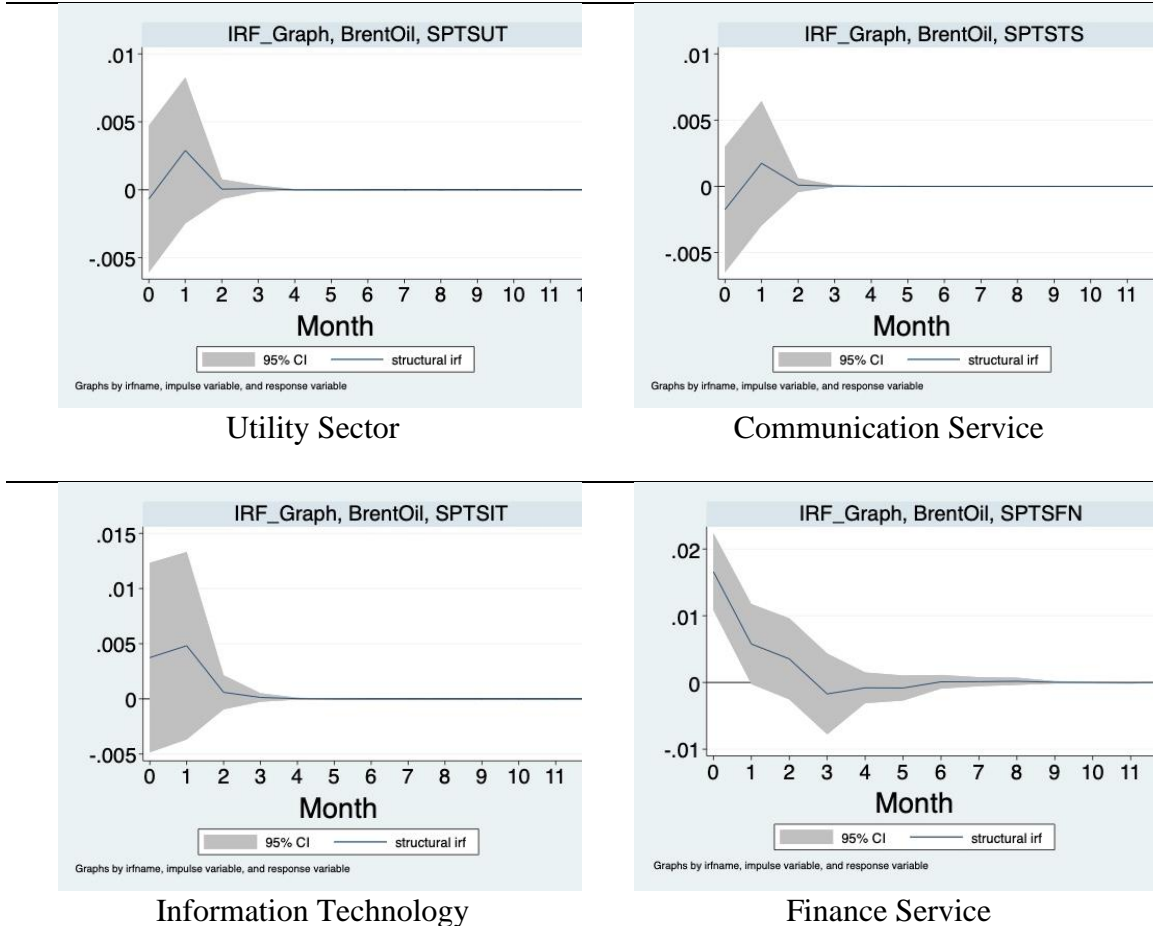 IRF_Graph, BrentOil, SPTSUT
.01
.005
0
-.005
0 1 2 3 4 5 6 7 8 9 10 11 1
Month
95% CI structural irf
Graphs by irfname, impulse variable, and response variable
Utility Sector
IRF_Graph, BrentOil, SPTSTS
.01
.005
0
-.005
0 1 2 3 4 5 6 7 8 9 10 11
Month
95% CI structural irf
Graphs by irfname, impulse variable, and response variable
Communication Service
IRF_Graph, BrentOil, SPTSIT
.015
.01
.005
0
-.005
0 1 2 3 4 5 6 7 8 9 10 11
Month
95% CI structural irf
Graphs by irfname, impulse variable, and response variable
Information Technology
IRF_Graph, BrentOil, SPTSFN
.02
.01
0
-.01
0 1 2 3 4 5 6 7 8 9 10 11
Month
95% CI structural irf
Graphs by irfname, impulse variable, and response variable
Finance Service